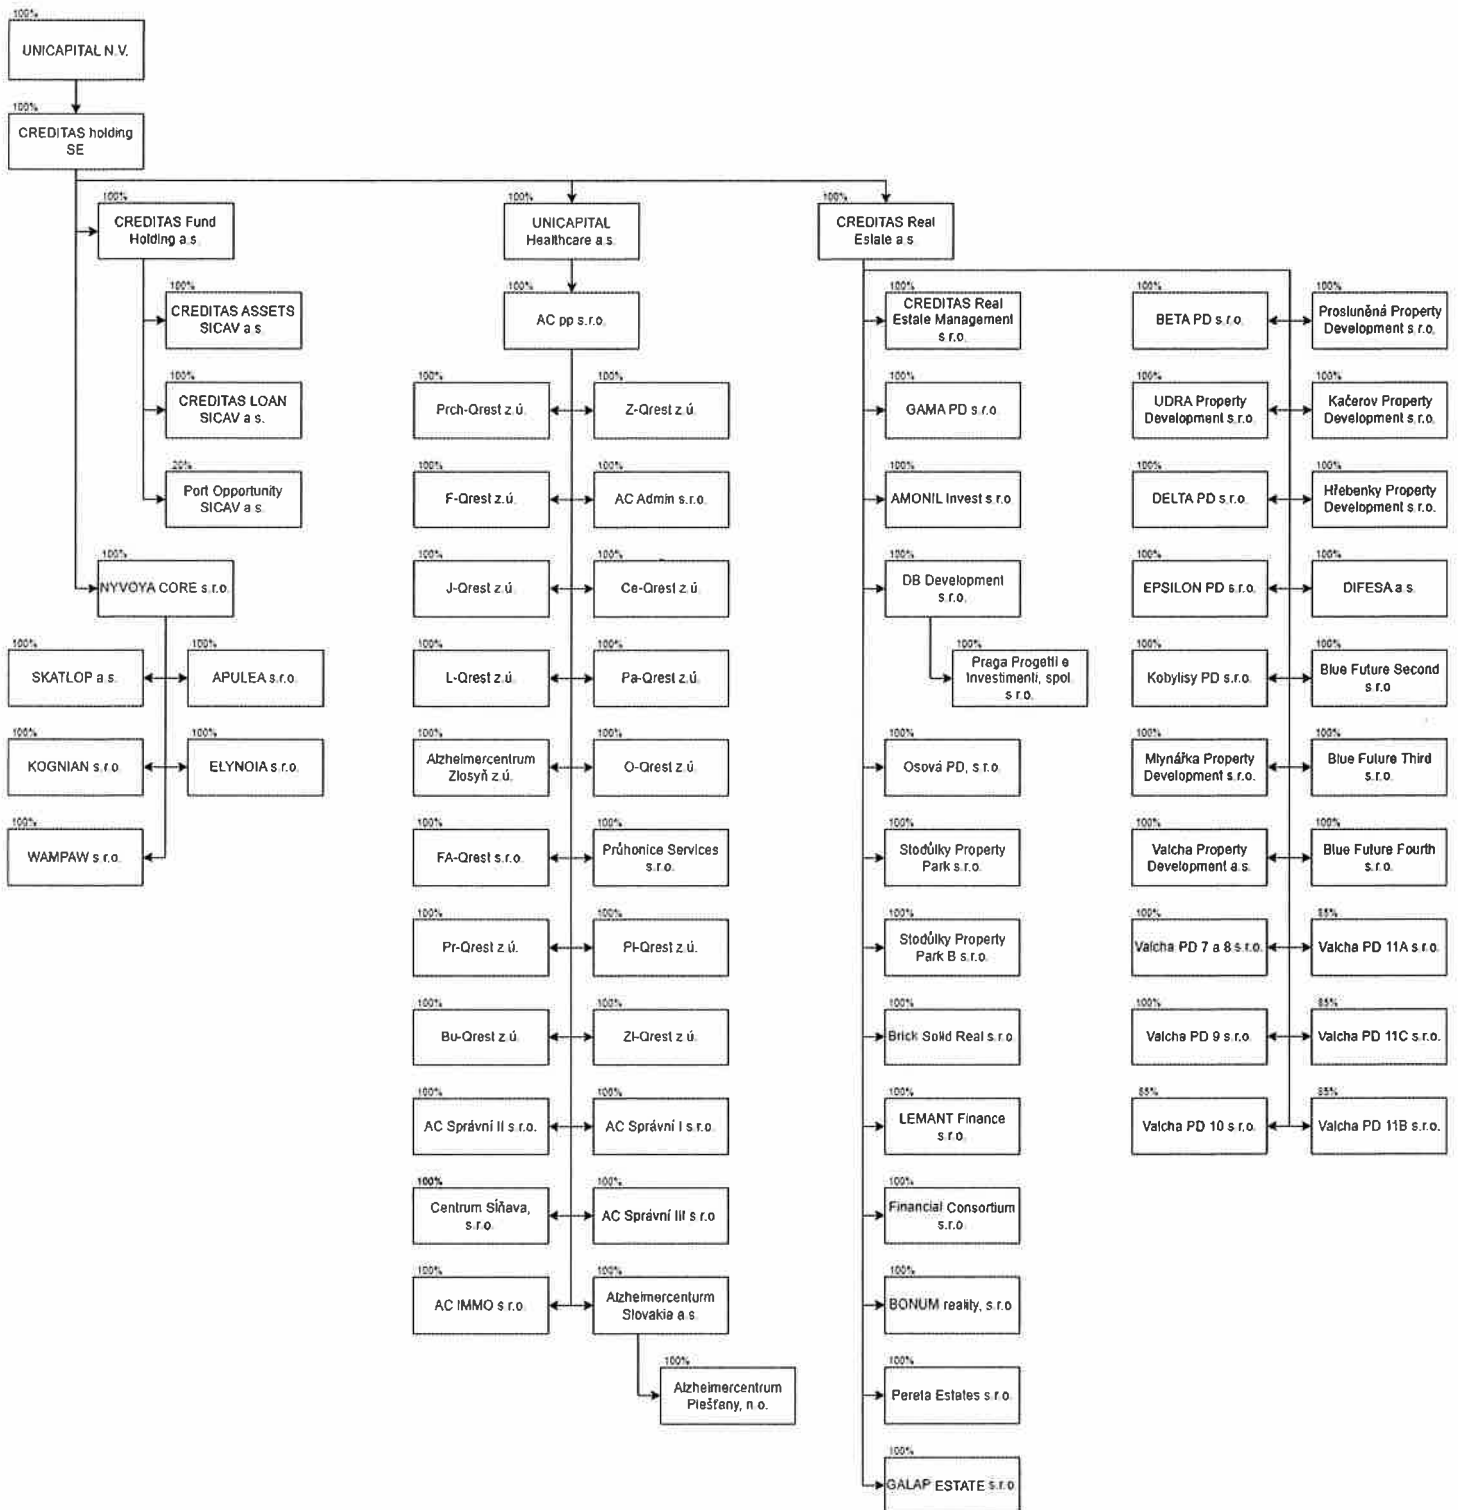 100%
UNICAPITAL N.V.
100%
CREDITAS holding
SE
100%
CREDITAS Fund
Holding a.s.
100%
CREDITAS ASSETS
SICAV a.s.
100%
CREDITAS LOAN
SICAV a.s.
20%
Port Opportunity
SICAV a.s.
100%
NYVOYA CORE s.r.o.
100%
SKATLOP a.s.
100%
APULEA s.r.o.
100%
KOGNIAN s.r.o.
100%
ELYNOIA s.r.o.
100%
WAMPAW s.r.o.
100%
UNICAPITAL
Healthcare a.s.
100%
AC pp s.r.o.
100%
Prch-Qrest z.ú.
100%
Z-Qrest z.ú.
100%
F-Qrest z.ú.
100%
AC Admin s.r.o.
100%
J-Qrest z.ú.
100%
Ce-Qrest z.ú.
100%
L-Qrest z.ú.
100%
Pa-Qrest z.ú.
100%
Alzheimercentrum
Zlosyň z.ú.
100%
O-Qrest z.ú.
100%
FA-Qrest s.r.o.
100%
Průhonice Services
s.r.o.
100%
Pr-Qrest z.ú.
100%
Pl-Qrest z.ú.
100%
Bu-Qrest z.ú.
100%
Zl-Qrest z.ú.
100%
AC Správní II s.r.o.
100%
AC Správní I s.r.o.
100%
Centrum Sĺňava,
s.r.o.
100%
AC Správní III s.r.o
100%
AC IMMO s.r.o.
100%
Alzheimercenturm
Slovakia a.s.
100%
Alzheimercentrum
Piešťany, n.o.
100%
CREDITAS Real
Estate a.s
100%
CREDITAS Real
Estale Management
s.r.o.
100%
GAMA PD s.r.o.
100%
AMONIL Invest s.r.o
100%
DB Development
s.r.o.
100%
Praga Progetti e
Investimenti, spol.
s r.o.
100%
Osová PD, s.r.o.
100%
Stodůlky Property
Park s.r.o.
100%
Stodůlky Property
Park B s.r.o.
100%
Brick Solid Real s.r.o
100%
LEMANT Finance
s.r.o.
100%
Financial Consortium
s.r.o.
100%
BONUM reality, s.r.o
100%
Pereta Estates s.r.o.
100%
GALAP ESTATE s.r.o.
100%
BETA PD s.r.o.
100%
Prosluněná Property
Development s.r.o.
100%
UDRA Property
Development s.r.o.
100%
Kačerov Property
Development s.r.o.
100%
DELTA PD s.r.o.
100%
Hřebenky Property
Development s.r.o.
100%
EPSILON PD s.r.o.
100%
DIFESA a.s.
100%
Kobylisy PD s.r.o.
100%
Blue Future Second
s.r.o
100%
Mlynářka Property
Development s.r.o.
100%
Blue Future Third
s.r.o.
100%
Valcha Property
Development a.s.
100%
Blue Future Fourth
s.r.o.
100%
Valcha PD 7 a 8 s.r.o.
85%
Valcha PD 11A s.r.o.
100%
Valcha PD 9 s.r.o.
85%
Valcha PD 11C s.r.o.
85%
Valcha PD 10 s.r.o.
85%
Valcha PD 11B s.r.o.